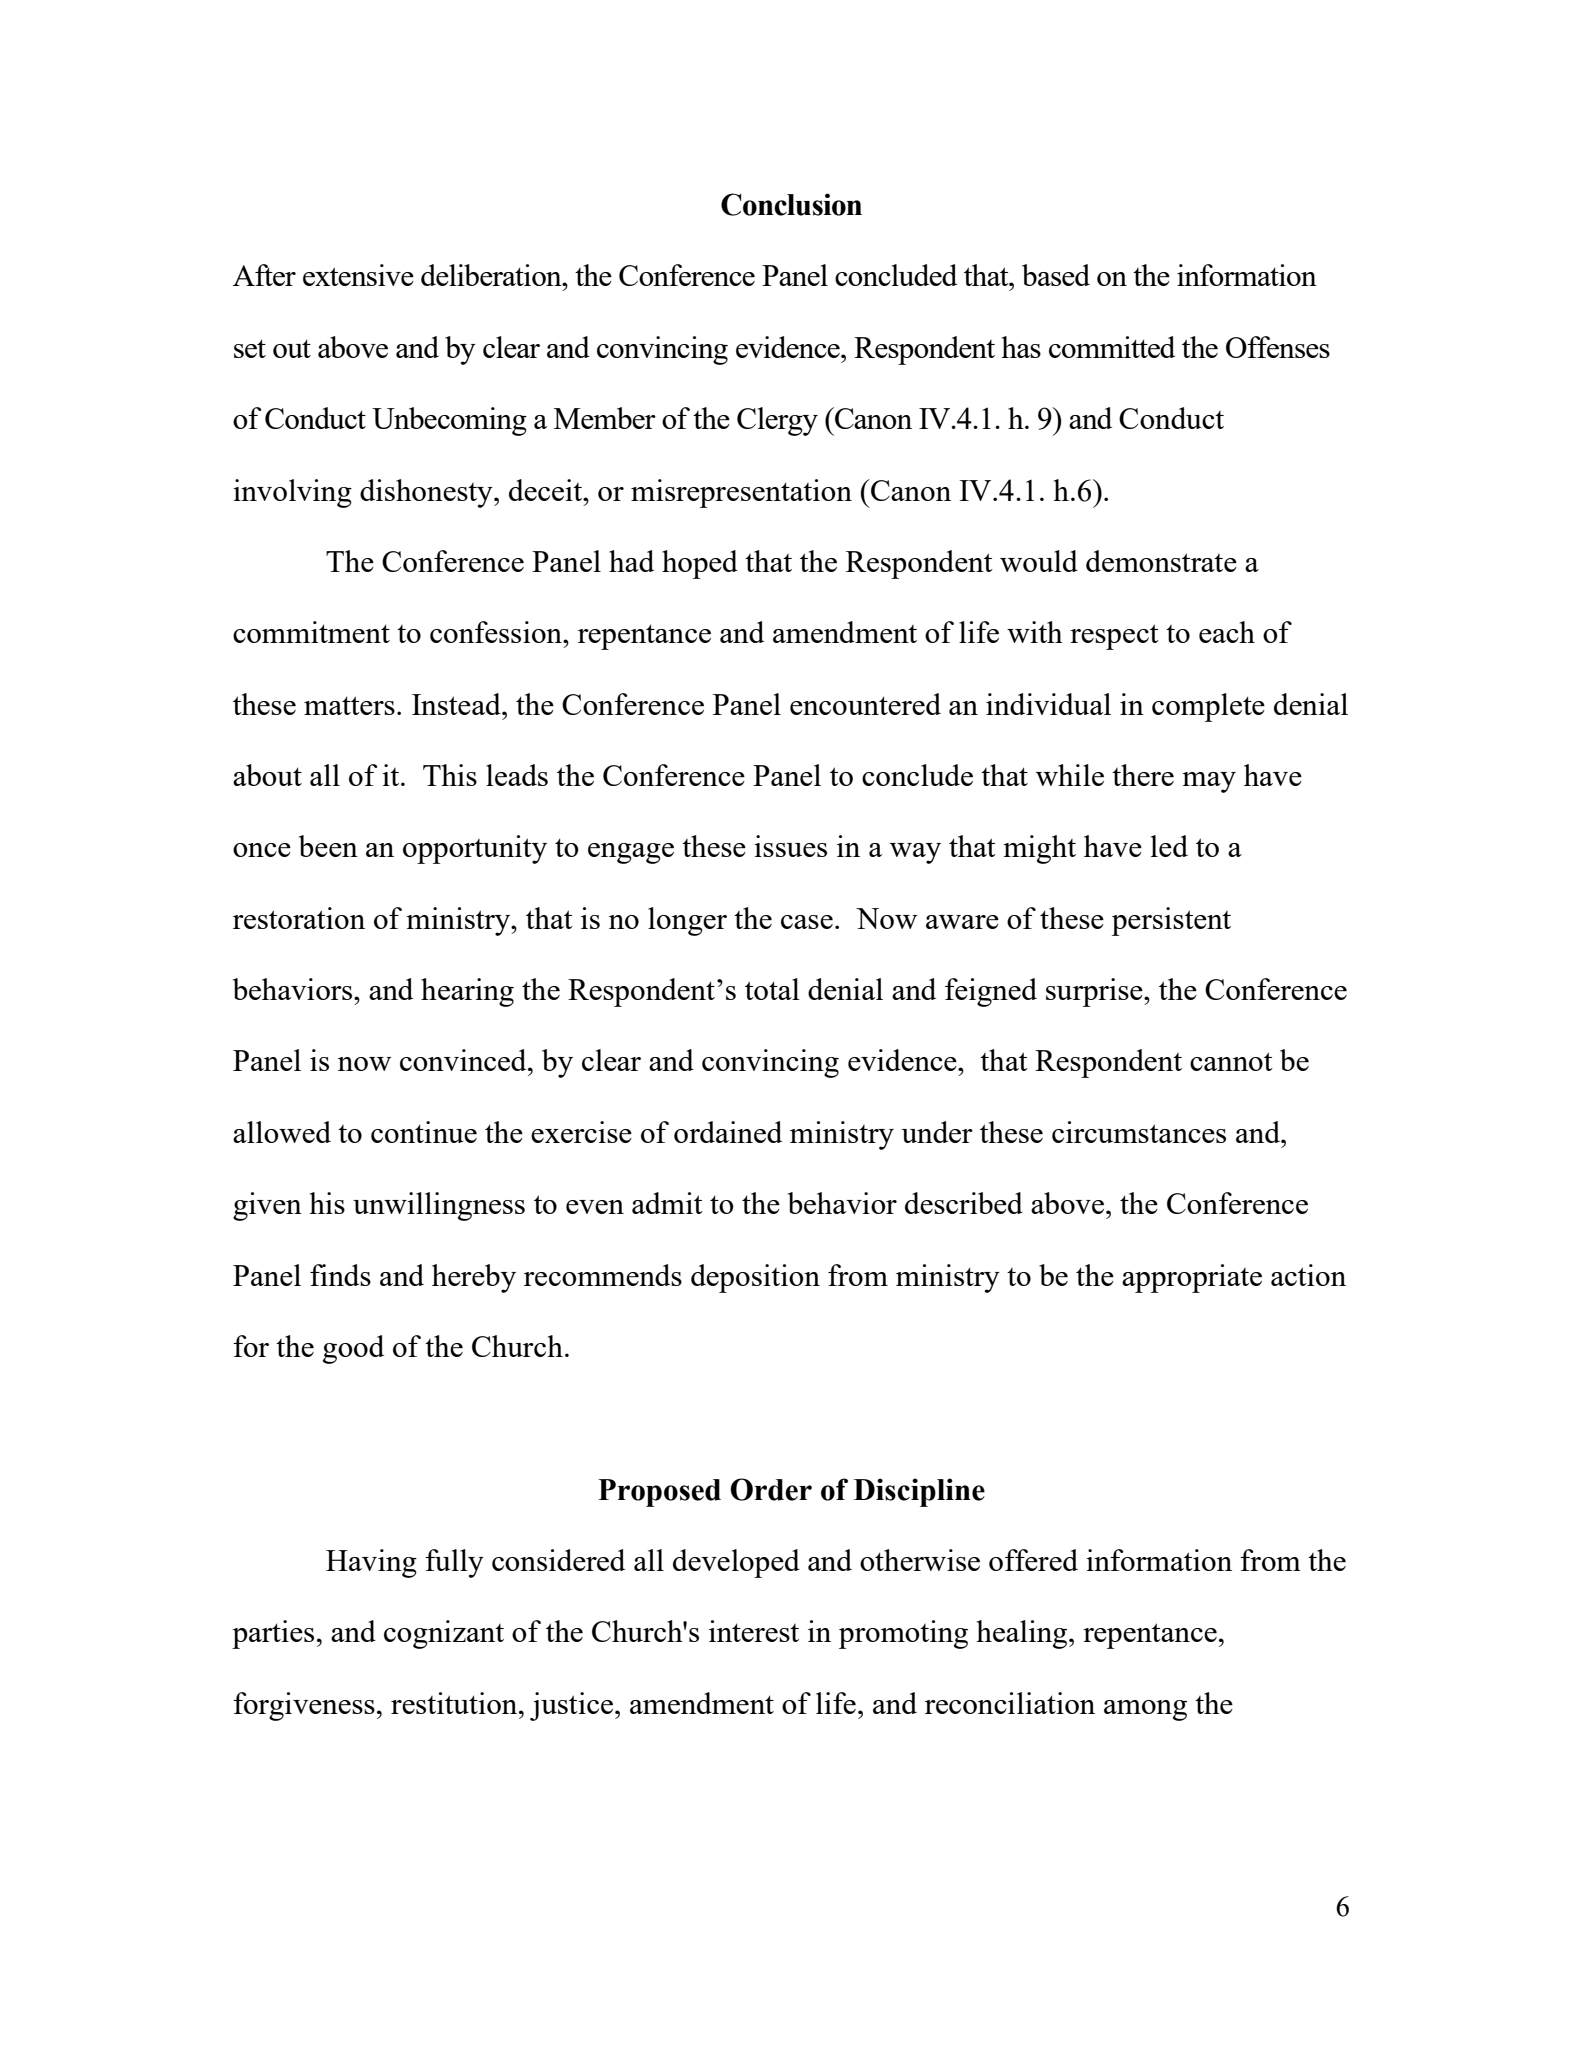 Conclusion
After extensive deliberation, the Conference Panel concluded that, based on the information
set out above and by clear and convincing evidence, Respondent has committed the Offenses
of Conduct Unbecoming a Member of the Clergy (Canon IV.4.1. h. 9) and Conduct
involving dishonesty, deceit, or misrepresentation (Canon IV.4.1. h.6).
The Conference Panel had hoped that the Respondent would demonstrate a
commitment to confession, repentance and amendment of life with respect to each of
these matters. Instead, the Conference Panel encountered an individual in complete denial
about all of it.  This leads the Conference Panel to conclude that while there may have
once been an opportunity to engage these issues in a way that might have led to a
restoration of ministry, that is no longer the case.  Now aware of these persistent
behaviors, and hearing the Respondent’s total denial and feigned surprise, the Conference
Panel is now convinced, by clear and convincing evidence,  that Respondent cannot be
allowed to continue the exercise of ordained ministry under these circumstances and,
given his unwillingness to even admit to the behavior described above, the Conference
Panel finds and hereby recommends deposition from ministry to be the appropriate action
for the good of the Church.
Proposed Order of Discipline
Having fully considered all developed and otherwise offered information from the
parties, and cognizant of the Church's interest in promoting healing, repentance,
forgiveness, restitution, justice, amendment of life, and reconciliation among the
6